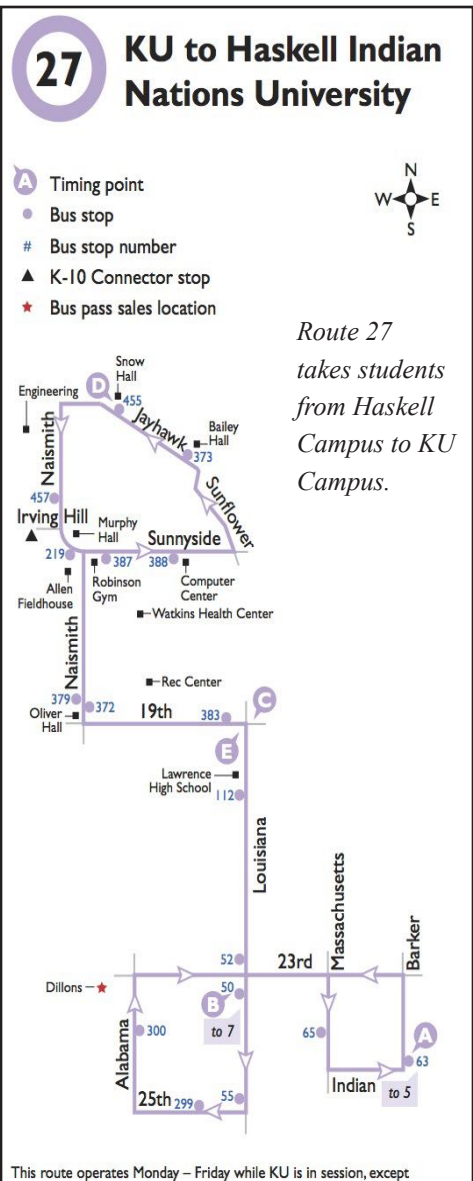 27
KU to Haskell Indian
Nations University
A Timing point
Bus stop
# Bus stop number
K-10 Connector stop
Bus pass sales location
N
W E
S
Route 27
takes students
from Haskell
Campus to KU
Campus.
Snow
Hall
Engineering
D
455
Jayhawk
Bailey
Hall
373
Naismith
Sunflower
457
Irving Hill
Murphy
Hall
Sunnyside
219
387
388
Allen
Fieldhouse
Robinson
Gym
Computer
Center
Watkins Health Center
Naismith
Rec Center
379
372
19th
383
C
Oliver
Hall
E
Lawrence
High School
112
Louisiana
Massachusetts
Barker
52
23rd
Dillons
50
B
to 7
300
65
A
63
Alabama
Indian
to 5
25th
299
55
This route operates Monday – Friday while KU is in session, except